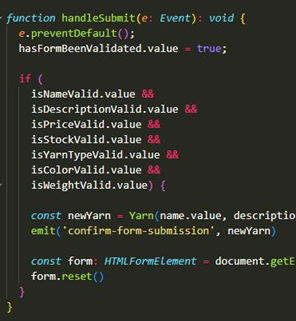 function handleSubmit(e: Event): void {
e.preventDefault();
hasFormBeenValidated.value = true;
if (
isNameValid.value &&
isDescriptionValid.value &&
isPriceValid.value &&
isStockValid.value &&
isYarnTypeValid.value &&
isColorValid.value &&
isWeightValid.value) {
const newYarn = Yarn(name.value, descriptio
emit('confirm-form-submission', newYarn)
const form: HTMLFormElement = document.getE
form.reset()
}
}